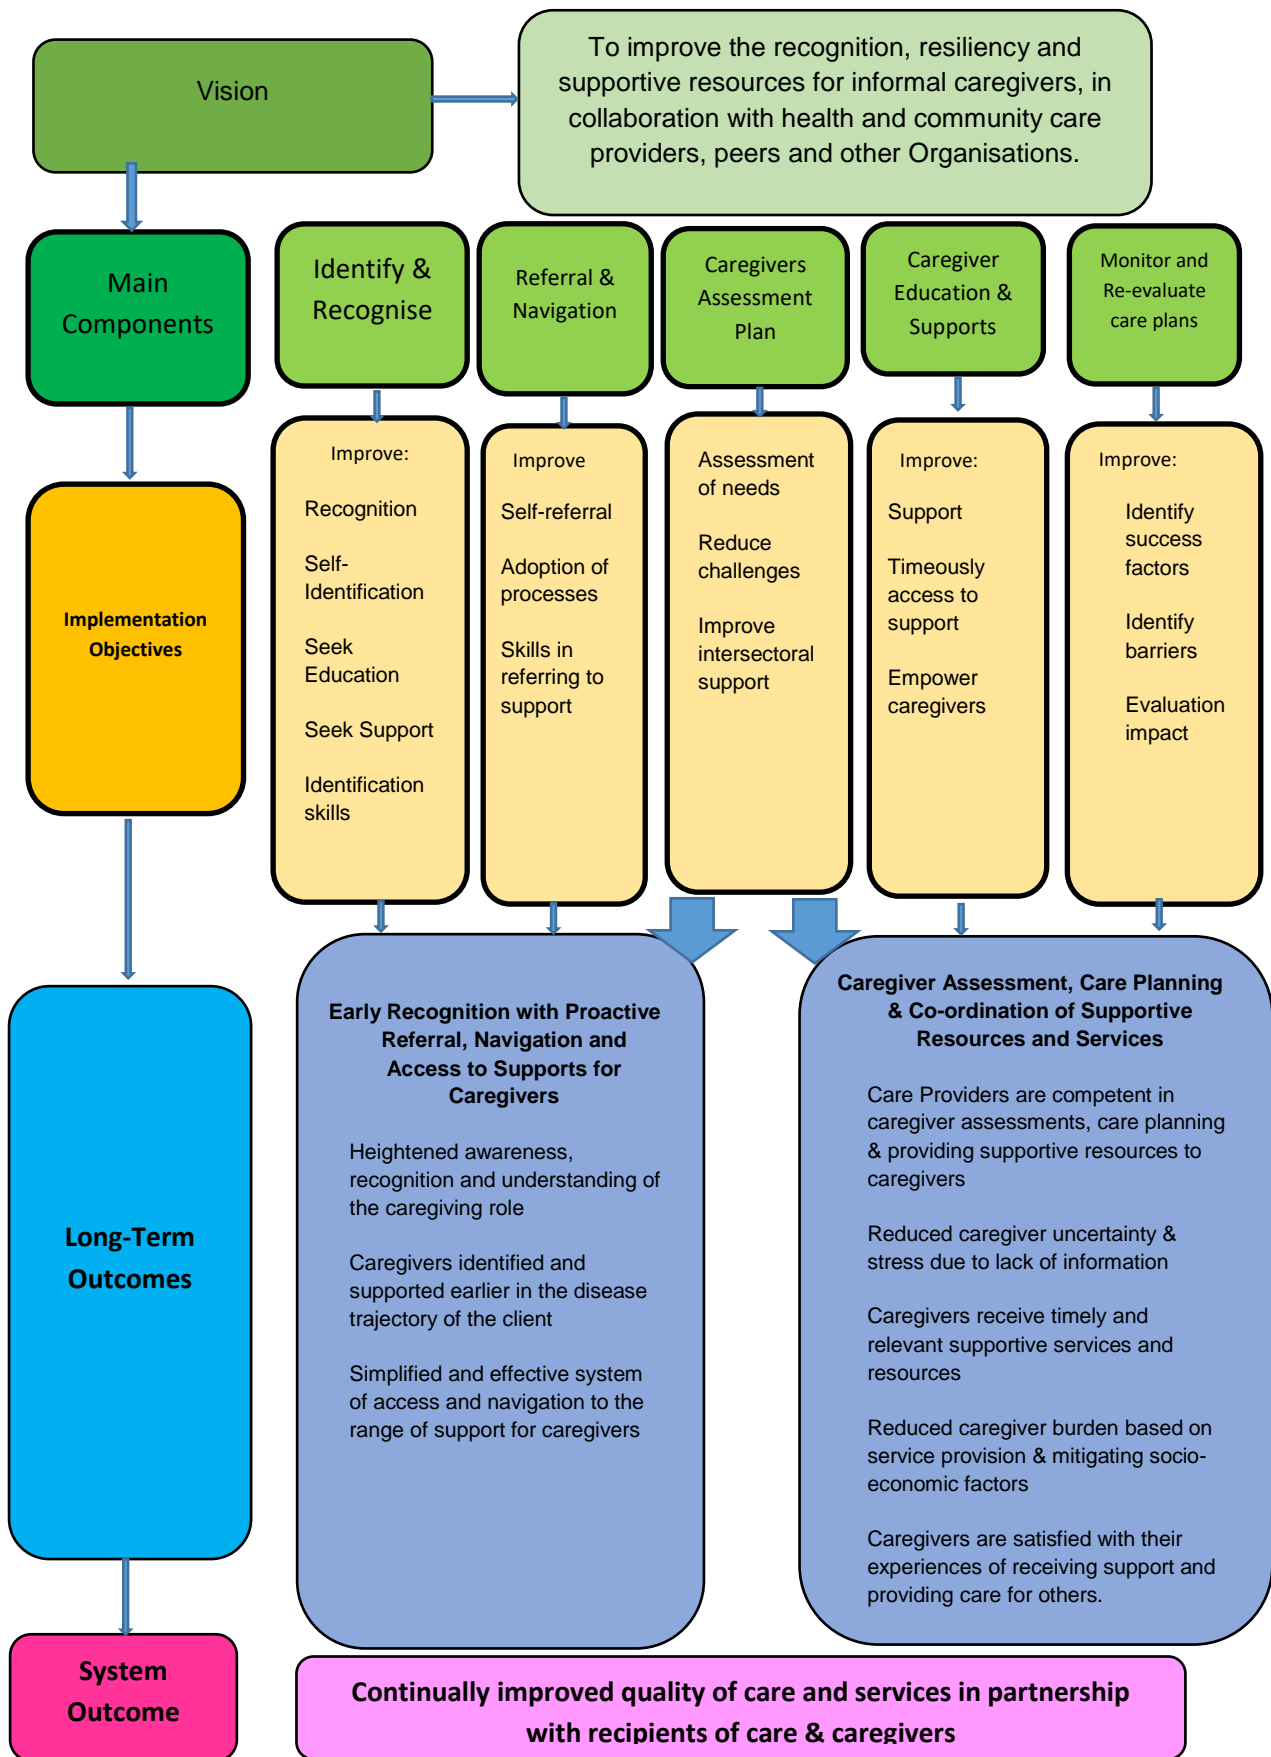 Vision
To improve the recognition, resiliency and
supportive resources for informal caregivers, in
collaboration with health and community care
providers, peers and other Organisations.
Main
Components
Identify &
Recognise
Referral &
Navigation
Caregivers
Assessment
Plan
Caregiver
Education &
Supports
Monitor and
Re-evaluate
care plans
Implementation
Objectives
Improve:
Recognition
Self-
Identification
Seek
Education
Seek Support
Identification
skills
Improve
Self-referral
Adoption of
processes
Skills in
referring to
support
Assessment
of needs
Reduce
challenges
Improve
intersectoral
support
Improve:
Support
Timeously
access to
support
Empower
caregivers
Improve:
Identify
success
factors
Identify
barriers
Evaluation
impact
Long-Term
Outcomes
Early Recognition with Proactive
Referral, Navigation and
Access to Supports for
Caregivers
Heightened awareness,
recognition and understanding of
the caregiving role
Caregivers identified and
supported earlier in the disease
trajectory of the client
Simplified and effective system
of access and navigation to the
range of support for caregivers
Caregiver Assessment, Care Planning
& Co-ordination of Supportive
Resources and Services
Care Providers are competent in
caregiver assessments, care planning
& providing supportive resources to
caregivers
Reduced caregiver uncertainty &
stress due to lack of information
Caregivers receive timely and
relevant supportive services and
resources
Reduced caregiver burden based on
service provision & mitigating socio-
economic factors
Caregivers are satisfied with their
experiences of receiving support and
providing care for others.
System
Outcome
Continually improved quality of care and services in partnership
with recipients of care & caregivers